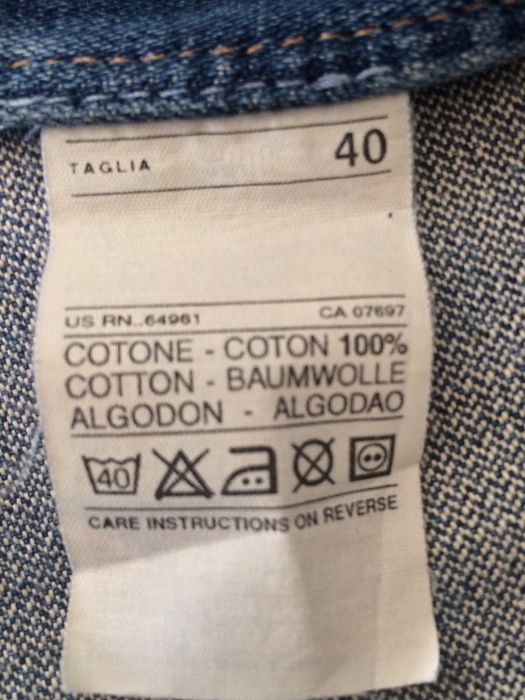 TAGLIA 40
US RN..64961 CA 07697
COTONE - COTON 100%
COTTON - BAUMWOLLE
ALGODON - ALGODAO
40
CARE INSTRUCTIONS ON REVERSE